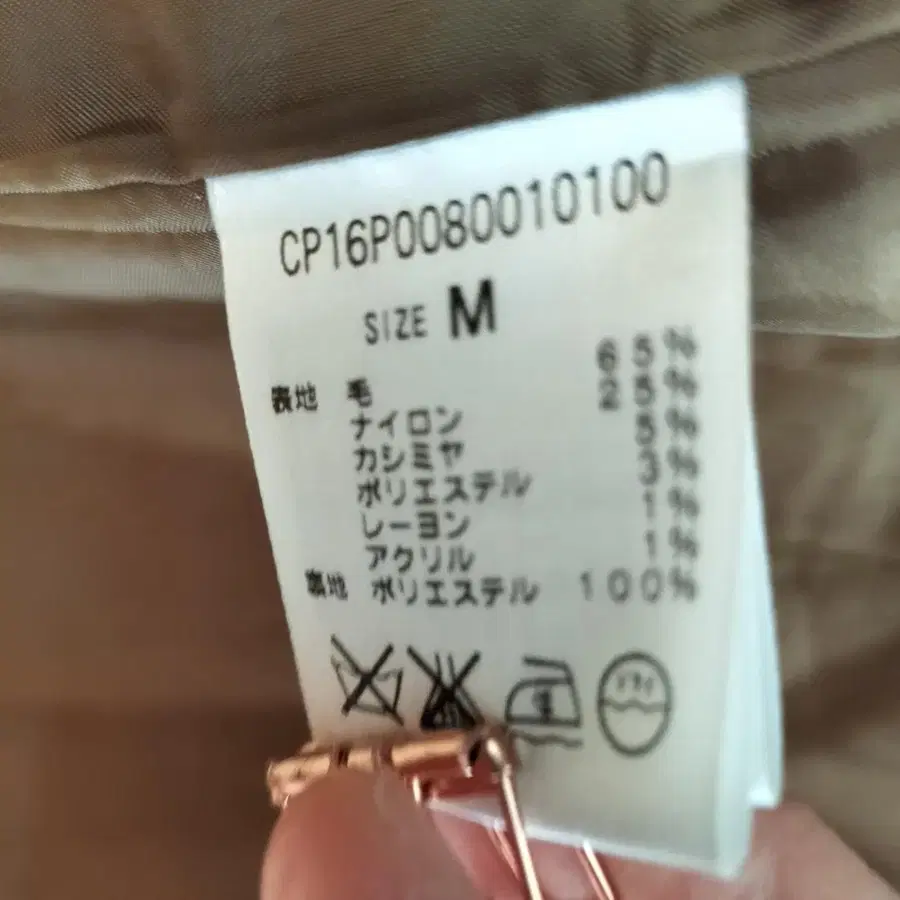 CP16P0080010100
SIZE M
表地 毛 65%
ナイロン 25%
カシミヤ 5%
ポリエステル 3%
レーヨン 1%
アクリル 1%
裏地 ポリエステル 100%